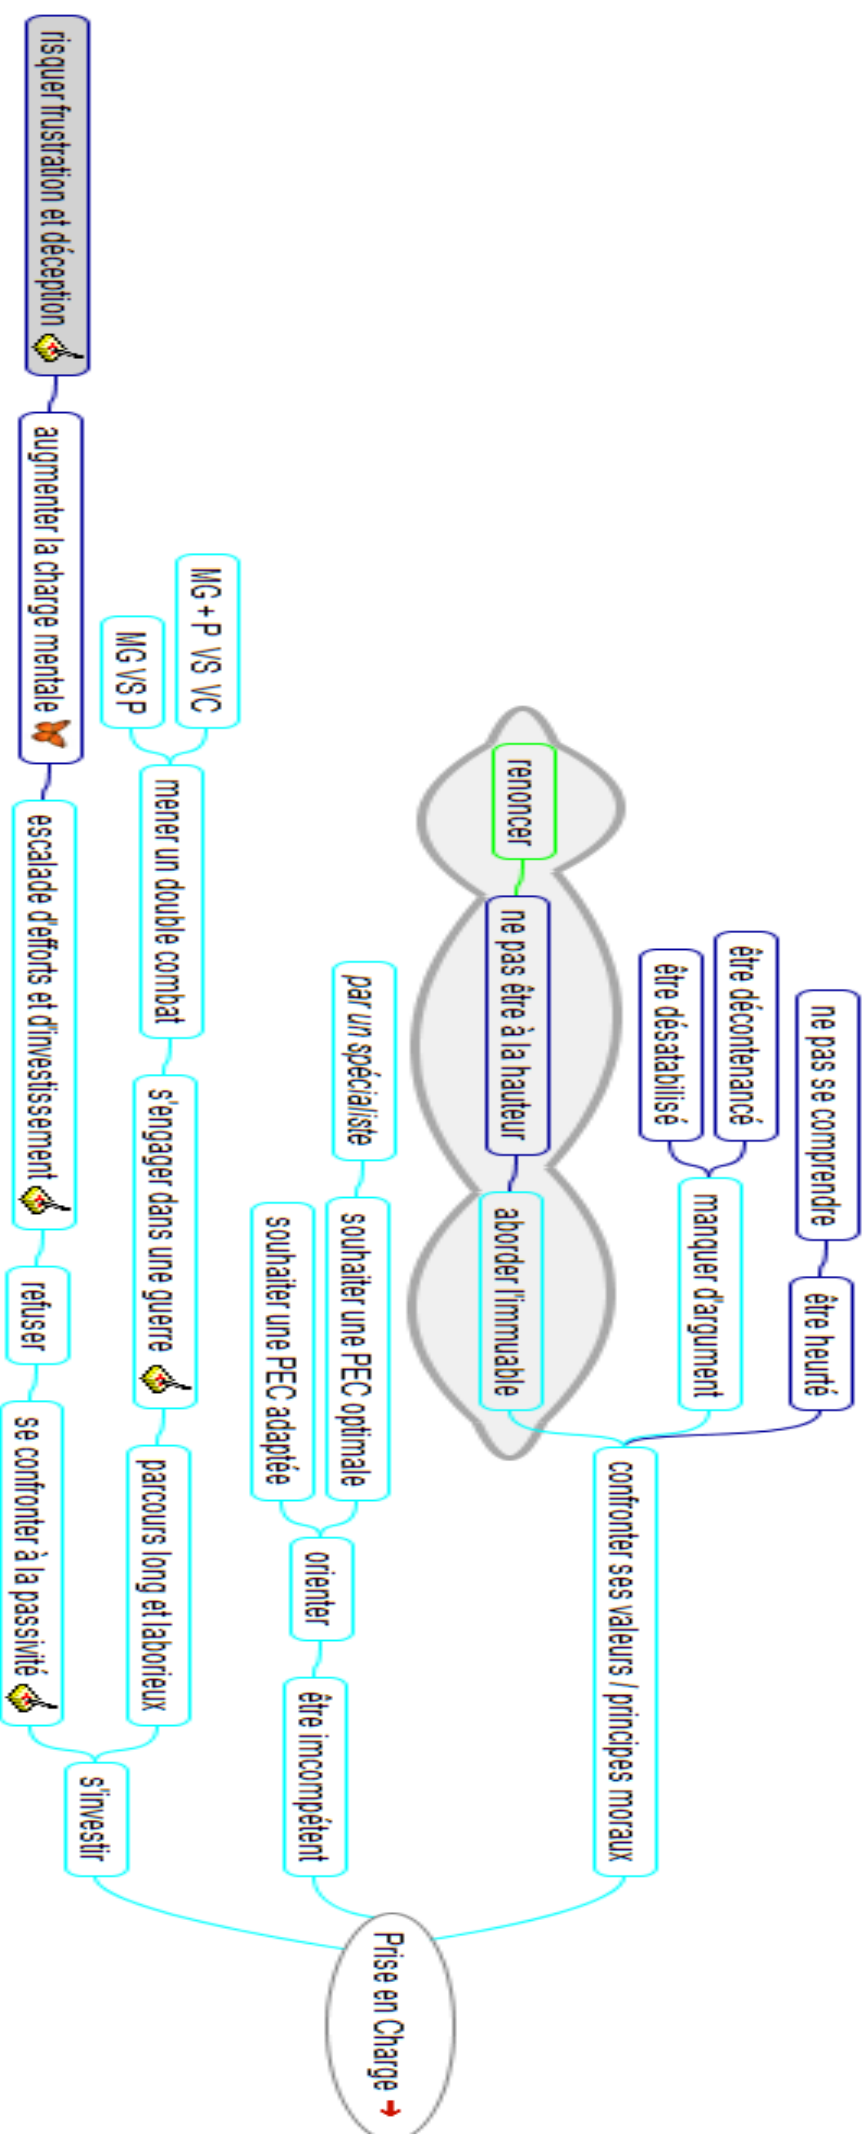 ne pas se comprendre
être heurté
être décontenancé
être désatabilisé
manquer d'argument
renoncer
ne pas être à la hauteur
aborder l'immuable
confronter ses valeurs / principes moraux
par un spécialiste
souhaiter une PEC optimale
souhaiter une PEC adaptée
orienter
être imcompétent
Prise en Charge
MG + P VS VC
MG VS P
mener un double combat
s'engager dans une guerre
parcours long et laborieux
risquer frustration et déception
augmenter la charge mentale
escalade d'efforts et d'investissement
refuser
se confronter à la passivité
s'investir